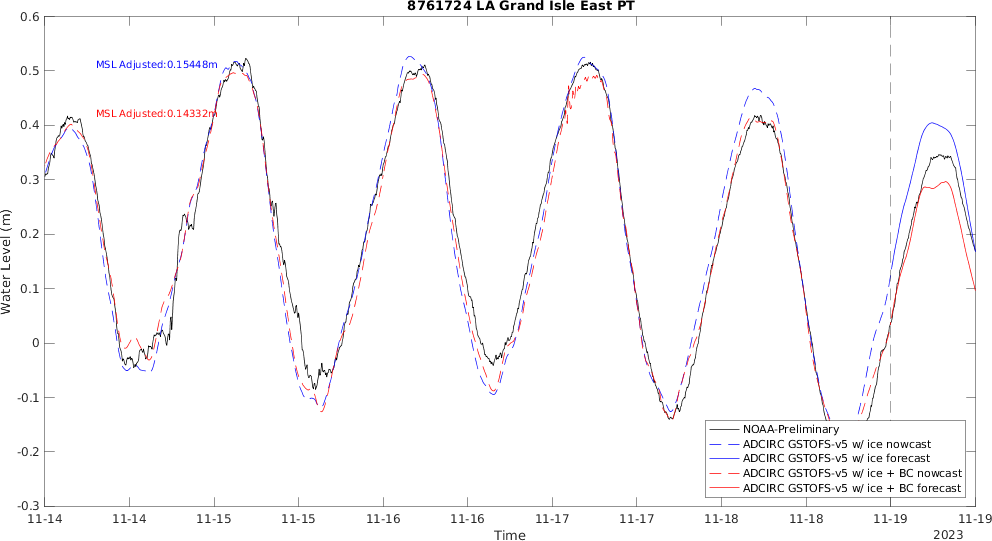 8761724 LA Grand Isle East PT
0.6
0.5
0.4
0.3
0.2
0.1
0
-0.1
-0.2
-0.3
Water Level (m)
MSL Adjusted:0.15448m
MSL Adjusted:0.14332m
NOAA-Preliminary
ADCIRC GSTOFS-v5 w/ ice nowcast
ADCIRC GSTOFS-v5 w/ ice forecast
ADCIRC GSTOFS-v5 w/ ice + BC nowcast
ADCIRC GSTOFS-v5 w/ ice + BC forecast
11-14 11-14 11-15 11-15 11-16 11-16 11-17 11-17 11-18 11-18 11-19 11-19
Time
2023